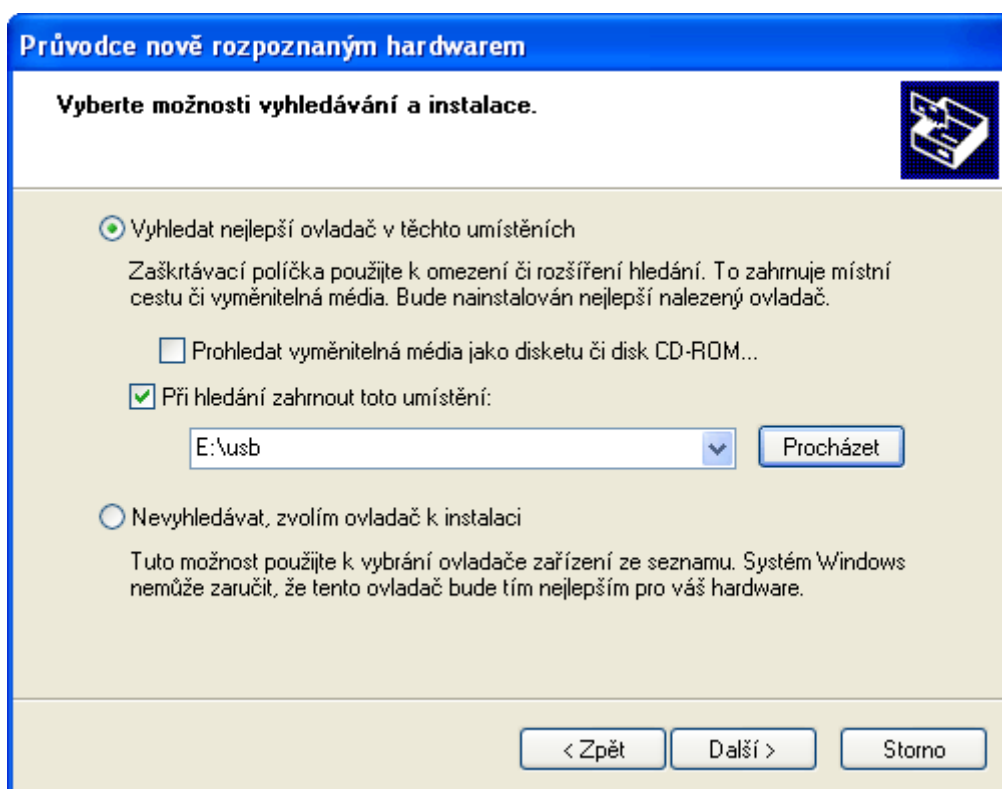 Průvodce nově rozpoznaným hardwarem
Vyberte možnosti vyhledávání a instalace.
Vyhledat nejlepší ovladač v těchto umístěních
Zaškrtávací políčka použijte k omezení či rozšíření hledání. To zahrnuje místní
cestu či vyměnitelná média. Bude nainstalován nejlepší nalezený ovladač.
Prohledat vyměnitelná média jako disketu či disk CD-ROM...
Při hledání zahrnout toto umístění:
E:\usb
Procházet
Nevyhledávat, zvolím ovladač k instalaci
Tuto možnost použijte k vybrání ovladače zařízení ze seznamu. Systém Windows
nemůže zaručit, že tento ovladač bude tím nejlepším pro váš hardware.
< Zpět
Další >
Storno